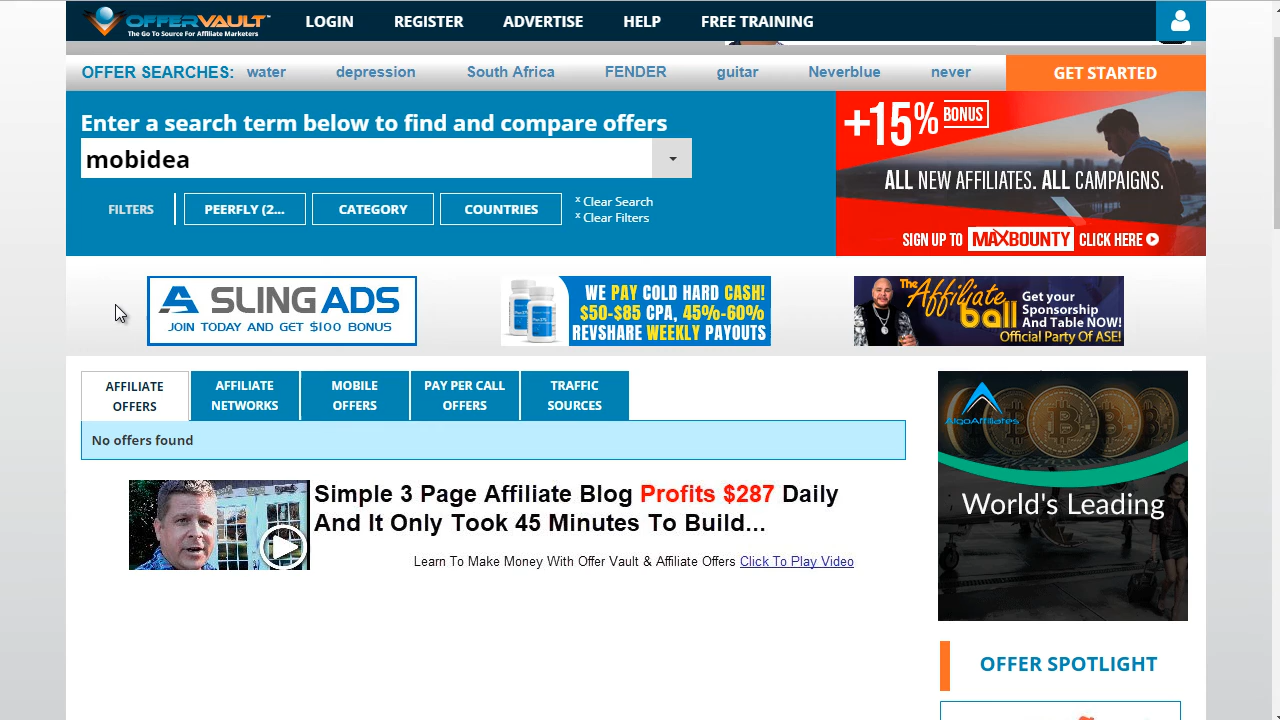 OFFERVAULT™
The Go To Source For Affiliate Marketers
LOGIN REGISTER ADVERTISE HELP FREE TRAINING
OFFER SEARCHES: water depression South Africa FENDER guitar Neverblue never
GET STARTED
Enter a search term below to find and compare offers
mobidea
FILTERS PEERFLY (2... CATEGORY COUNTRIES
x Clear Search
x Clear Filters
+15% BONUS
ALL NEW AFFILIATES. ALL CAMPAIGNS.
SIGN UP TO MAXBOUNTY CLICK HERE
SLINGADS
JOIN TODAY AND GET $100 BONUS
WE PAY COLD HARD CASH!
$50-$85 CPA, 45%-60%
REVSHARE WEEKLY PAYOUTS
The Affiliate ball
Get your
Sponsorship
And Table NOW!
Official Party Of ASE!
AFFILIATE OFFERS
AFFILIATE NETWORKS
MOBILE OFFERS
PAY PER CALL OFFERS
TRAFFIC SOURCES
No offers found
Simple 3 Page Affiliate Blog Profits $287 Daily
And It Only Took 45 Minutes To Build...
Learn To Make Money With Offer Vault & Affiliate Offers Click To Play Video
AlgoAffiliates
World's Leading
OFFER SPOTLIGHT